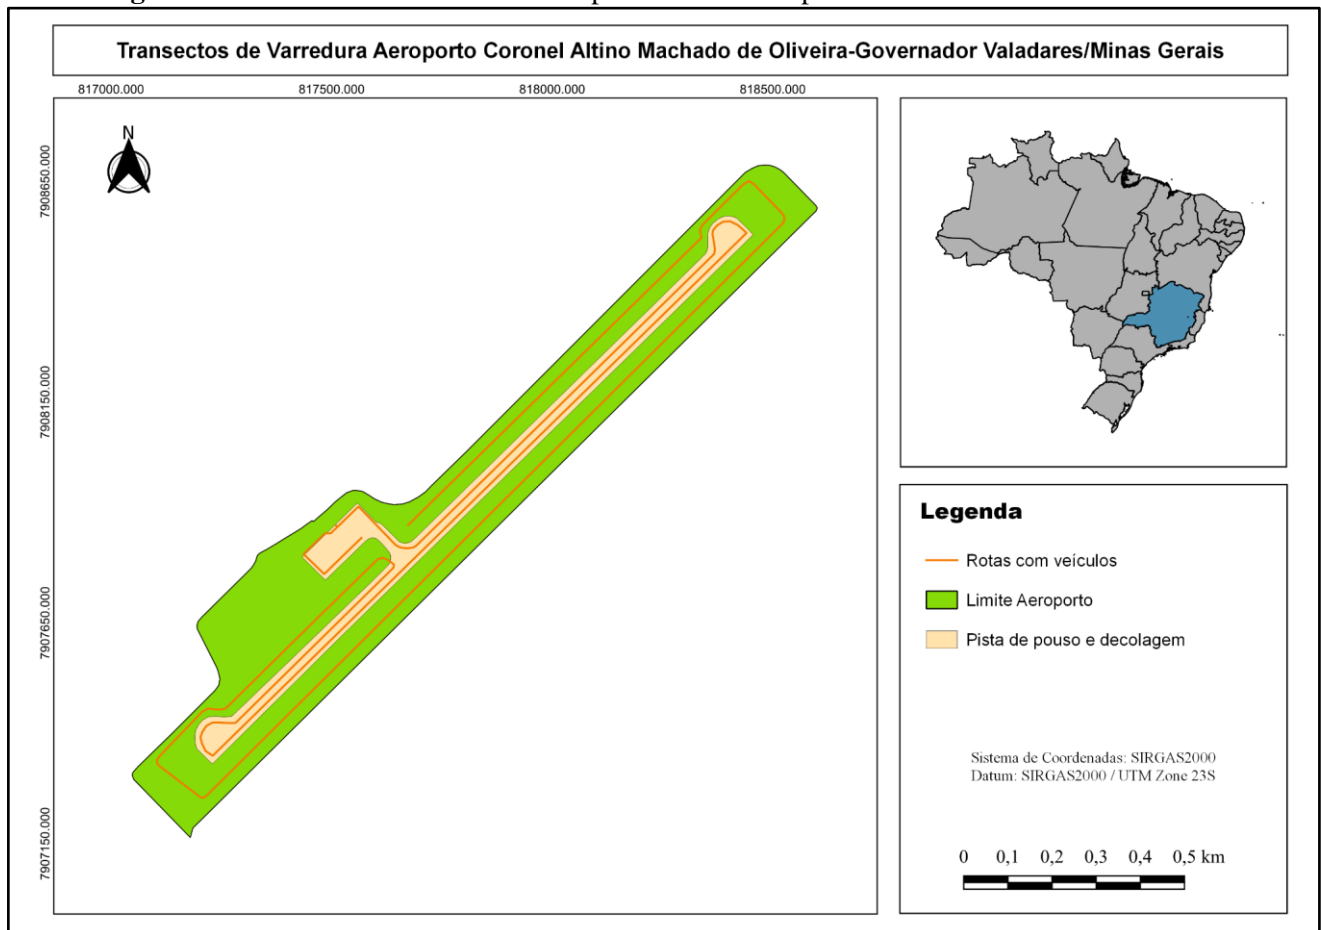 Transectos de Varredura Aeroporto Coronel Altino Machado de Oliveira-Governador Valadares/Minas Gerais
817000.000 817500.000 818000.000 818500.000
N
7908650.000
7908150.000
7907650.000
7907150.000
Legenda
Rotas com veículos
Limite Aeroporto
Pista de pouso e decolagem
Sistema de Coordenadas: SIRGAS2000
Datum: SIRGAS2000 / UTM Zone 23S
0 0,1 0,2 0,3 0,4 0,5 km